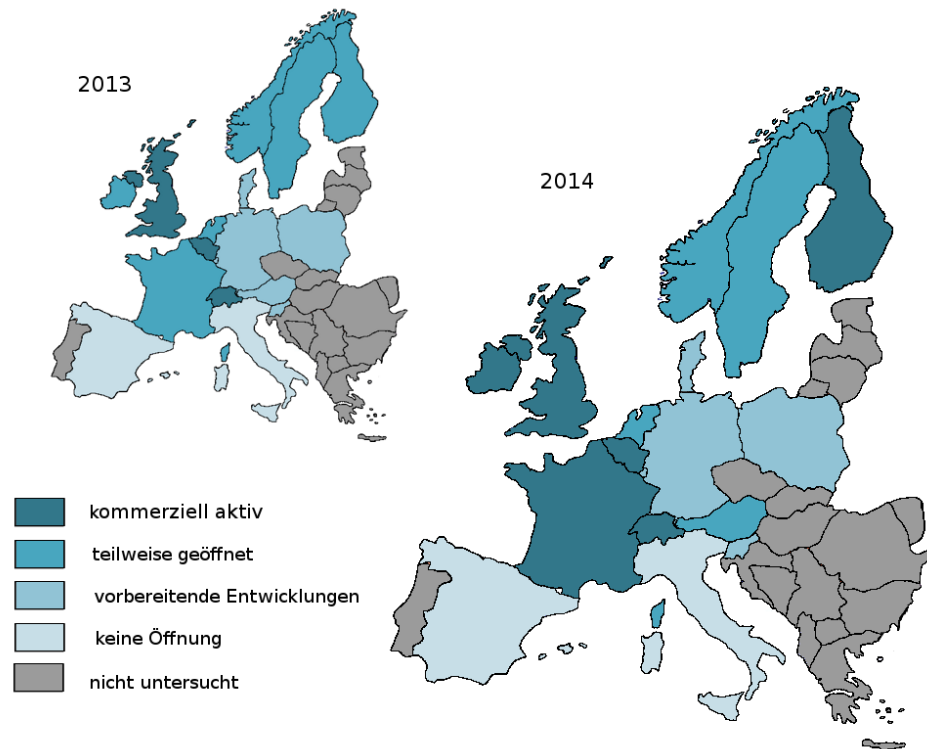 2013
2014
kommerziell aktiv
teilweise geöffnet
vorbereitende Entwicklungen
keine Öffnung
nicht untersucht